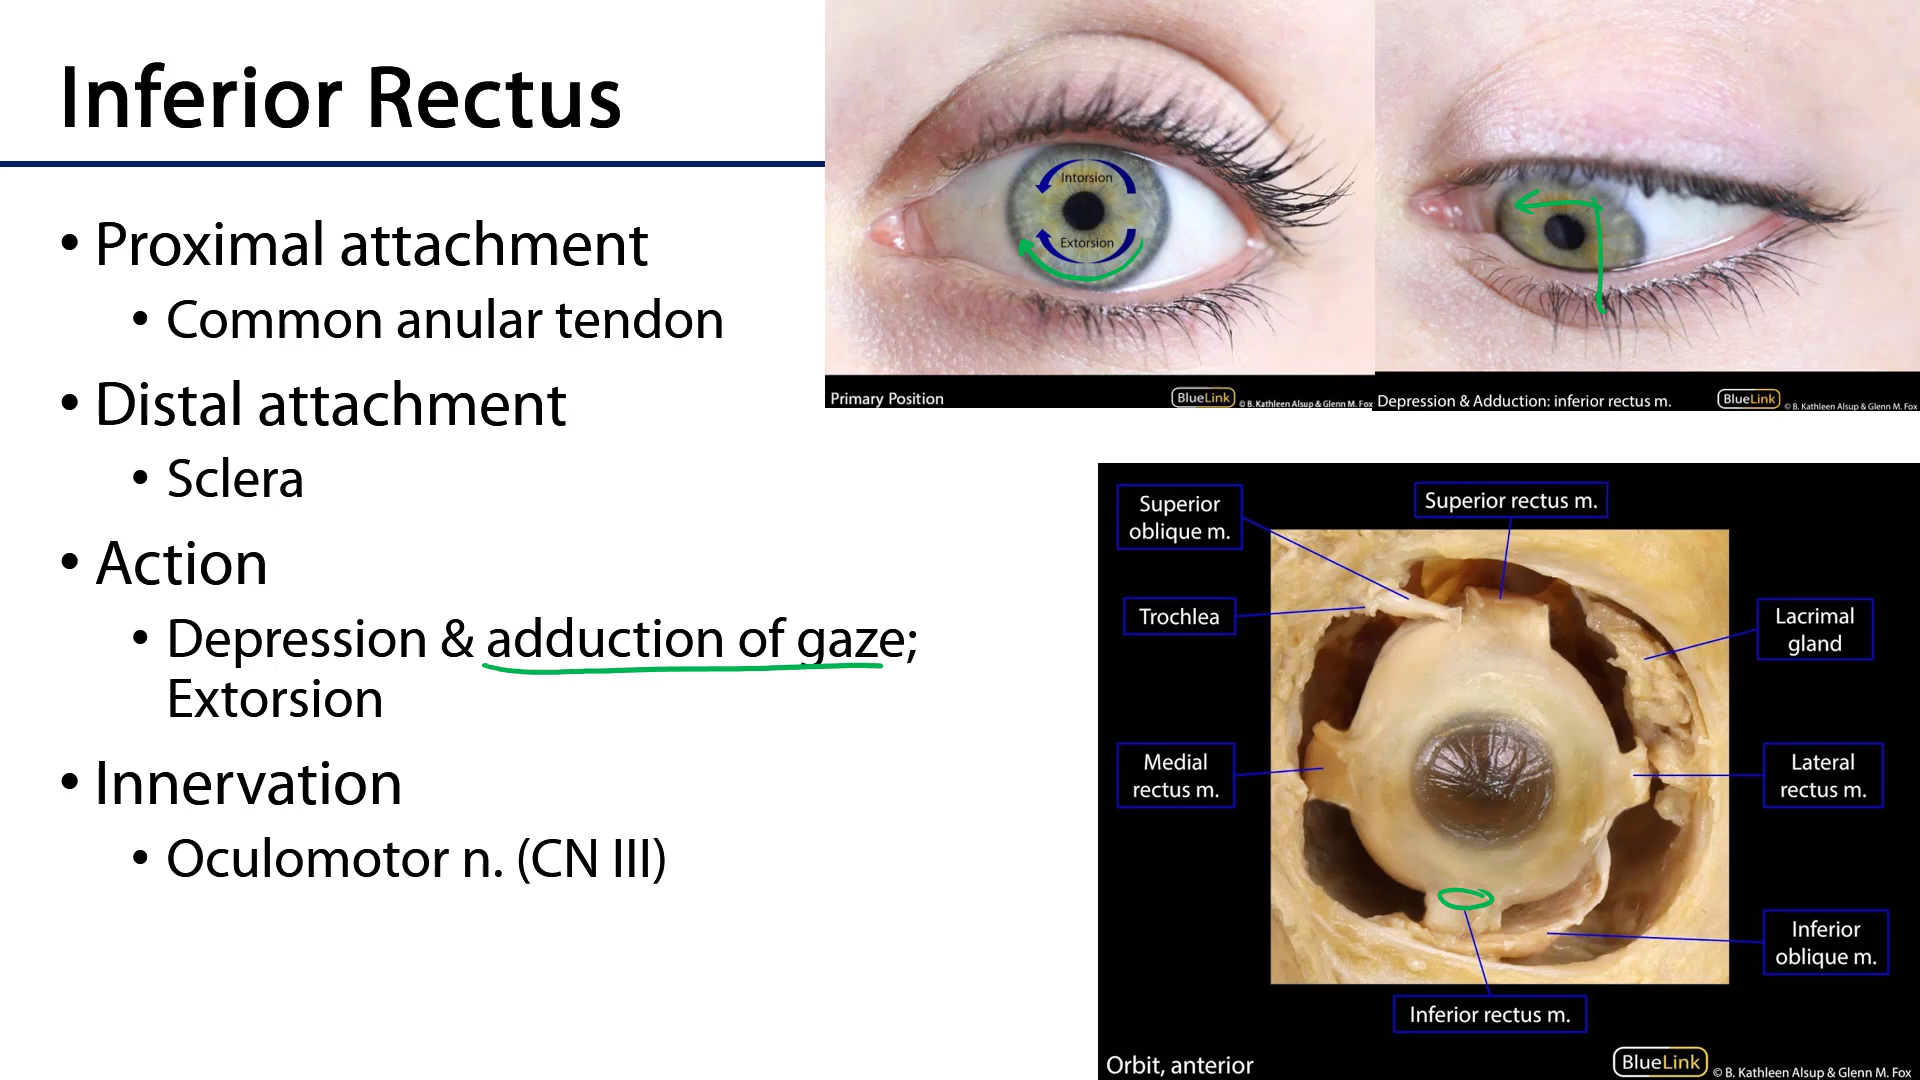 Inferior Rectus
• Proximal attachment
• Common anular tendon
• Distal attachment
• Sclera
• Action
• Depression & adduction of gaze;
Extorsion
• Innervation
• Oculomotor n. (CN III)
Intorsion
Extorsion
Primary Position
BlueLink
© B. Kathleen Alsup & Glenn M. Fox
Depression & Adduction: inferior rectus m.
BlueLink
© B. Kathleen Alsup & Glenn M. Fox
Superior
oblique m.
Superior rectus m.
Trochlea
Lacrimal
gland
Medial
rectus m.
Lateral
rectus m.
Inferior
oblique m.
Inferior rectus m.
Orbit, anterior
BlueLink
© B. Kathleen Alsup & Glenn M. Fox